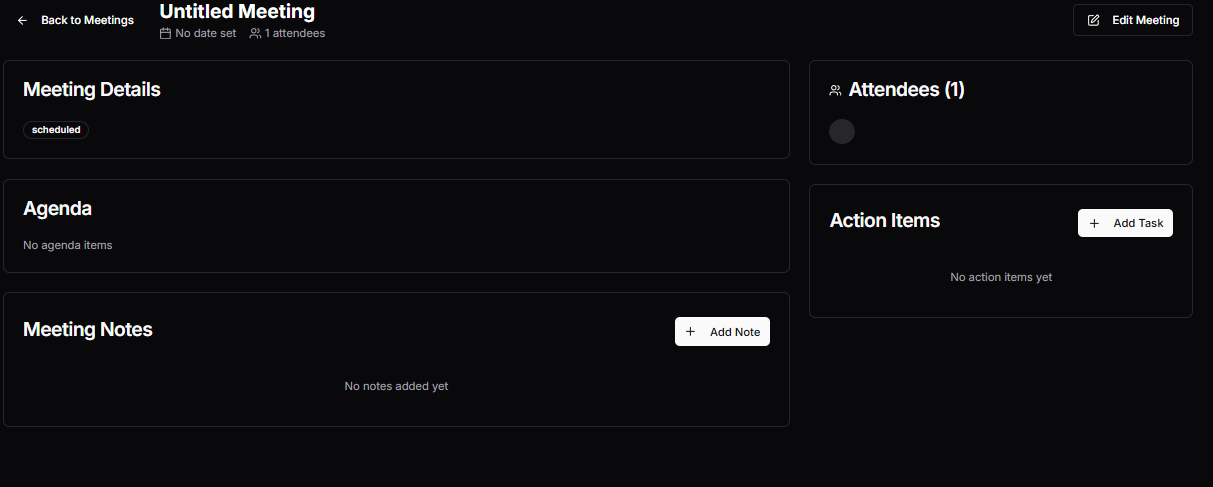 Back to Meetings
Untitled Meeting
No date set
1 attendees
Edit Meeting
Meeting Details
scheduled
Agenda
No agenda items
Meeting Notes
Add Note
No notes added yet
Attendees (1)
Action Items
Add Task
No action items yet